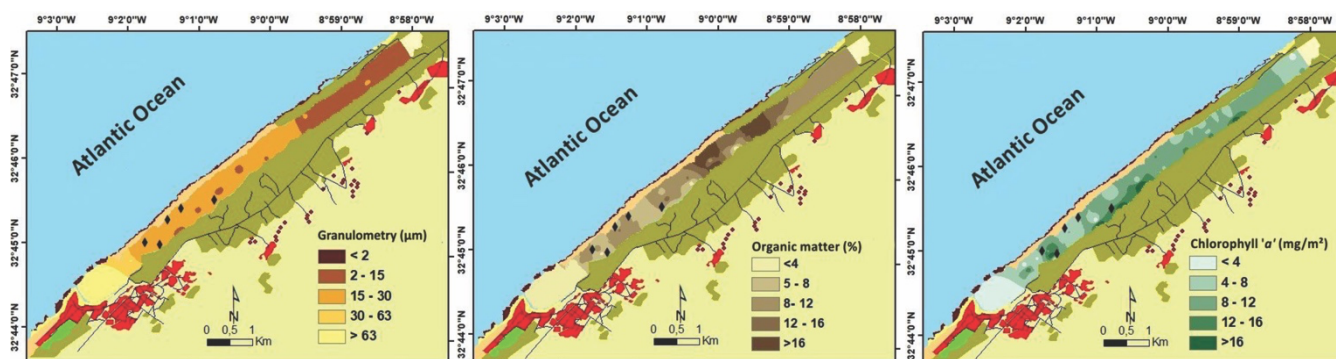 9°3'0"W 9°2'0"W 9°1'0"W 9°0'0"W 8°59'0"W 8°58'0"W
32°47'0"N
32°46'0"N
32°45'0"N
32°44'0"N
Atlantic Ocean
Granulometry (µm)
< 2
2 - 15
15 - 30
30 - 63
> 63
N
0 0,5 1
Km
9°3'0"W 9°2'0"W 9°1'0"W 9°0'0"W 8°59'0"W 8°58'0"W
32°47'0"N
32°46'0"N
32°45'0"N
32°44'0"N
Atlantic Ocean
Organic matter (%)
<4
5 - 8
8 - 12
12 - 16
>16
N
0 0,5 1
Km
9°3'0"W 9°2'0"W 9°1'0"W 9°0'0"W 8°59'0"W 8°58'0"W
32°47'0"N
32°46'0"N
32°45'0"N
32°44'0"N
Atlantic Ocean
Chlorophyll 'a' (mg/m²)
< 4
4 - 8
8 - 12
12 - 16
>16
N
0 0,5 1
Km